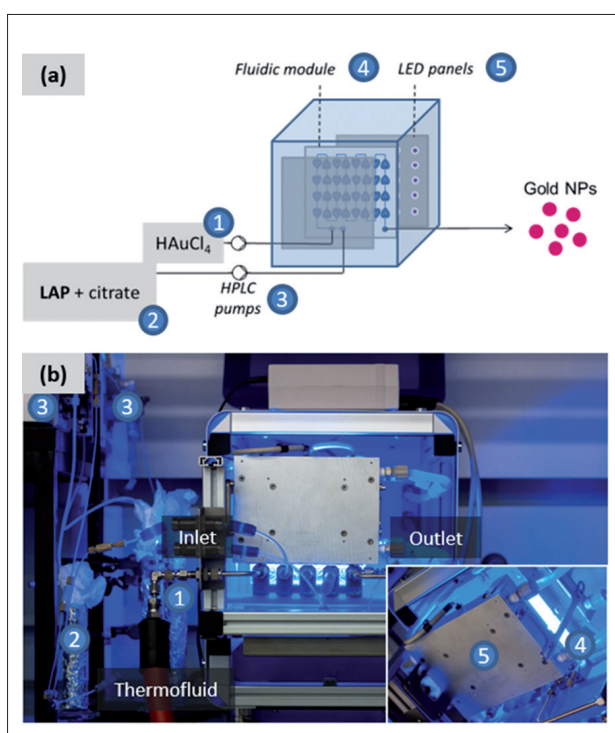 (a)
Fluidic module 4
LED panels 5
1
HAuCl₄
LAP + citrate
2
HPLC
pumps 3
Gold NPs
(b)
3 3
Inlet
Outlet
1
2
Thermofluid
5 4